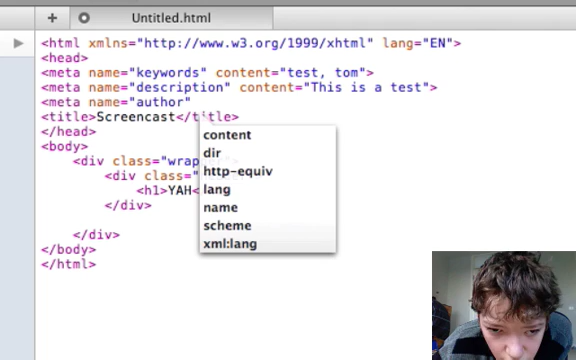 Untitled.html
<html xmlns="http://www.w3.org/1999/xhtml" lang="EN">
<head>
<meta name="keywords" content="test, tom">
<meta name="description" content="This is a test">
<meta name="author"
<title>Screencast</title>
</head>
<body>
<div class="wrap
<div class="
<h1>YAH<
</div>
</div>
</body>
</html>
content
dir
http-equiv
lang
name
scheme
xml:lang